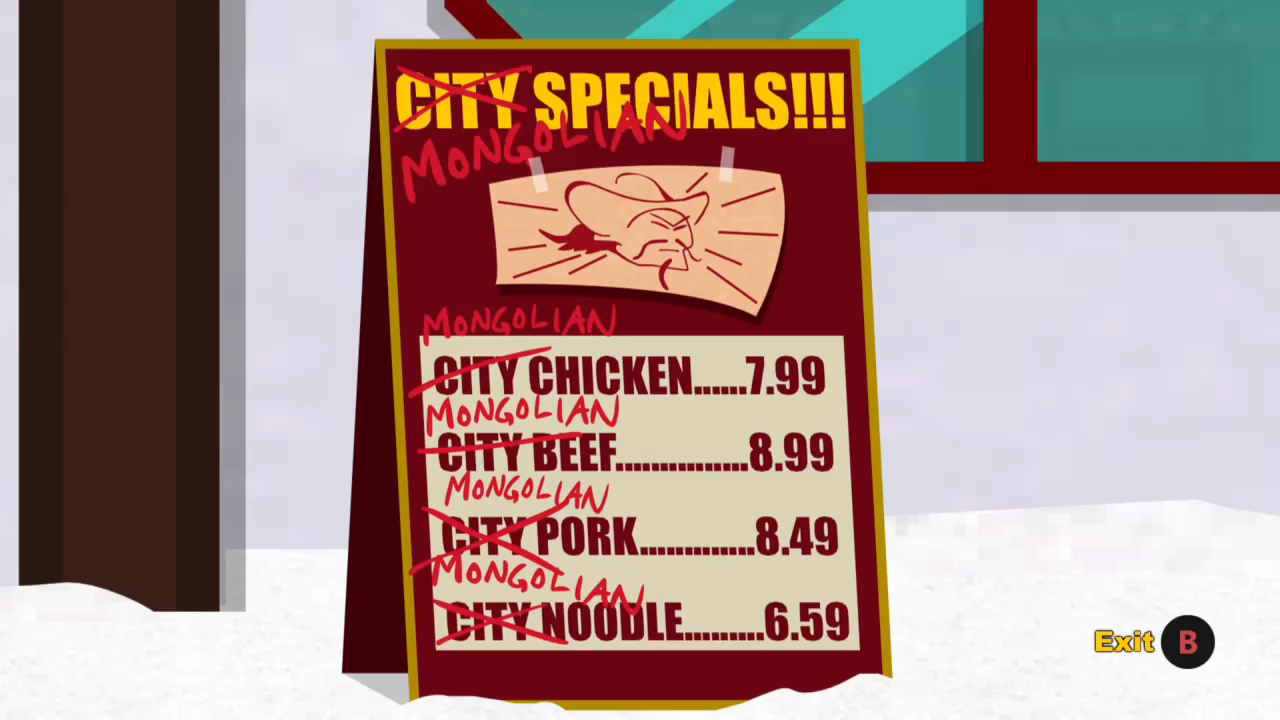 CITY SPECIALS!!!
MONGOLIAN
MONGOLIAN
CITY CHICKEN......7.99
MONGOLIAN
CITY BEEF...............8.99
MONGOLIAN
CITY PORK.............8.49
MONGOLIAN
CITY NOODLE.........6.59
Exit B